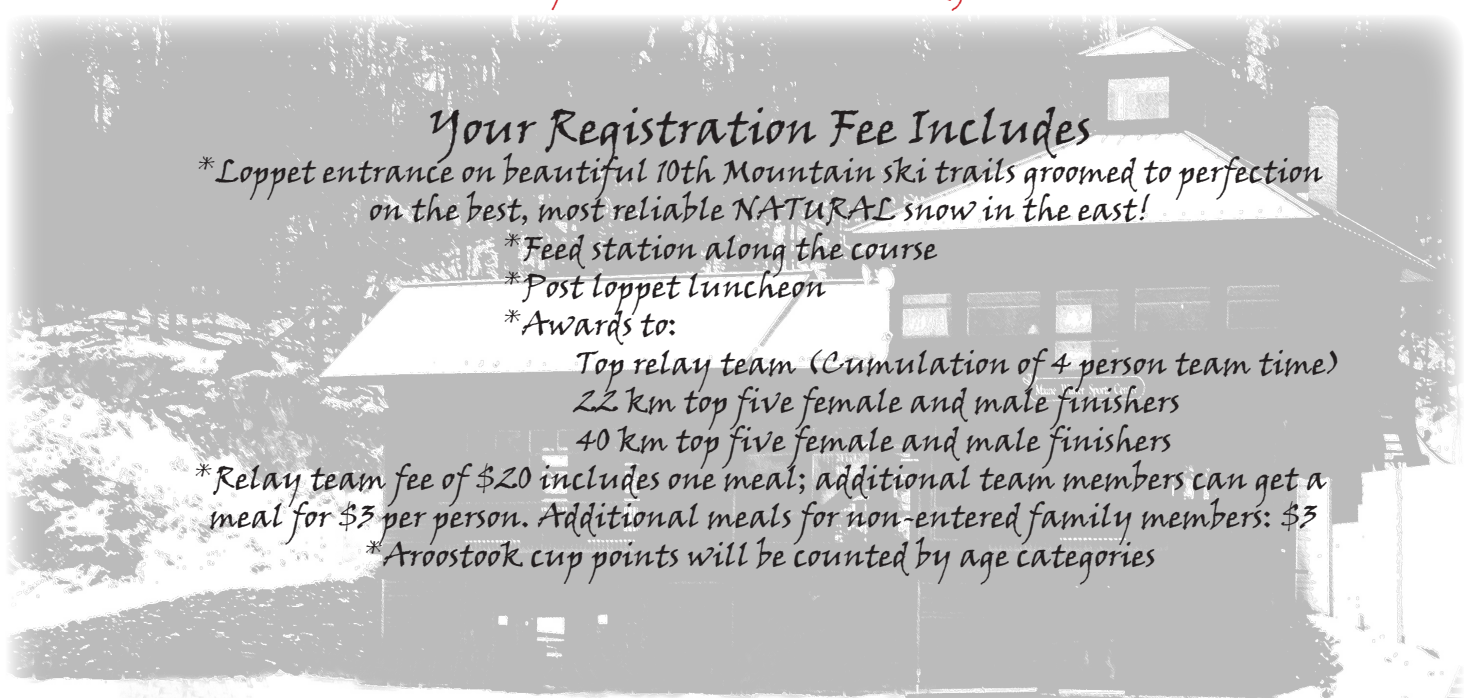 Your Registration Fee Includes
*Loppet entrance on beautiful 10th Mountain ski trails groomed to perfection
on the best, most reliable NATURAL snow in the east!
*Feed station along the course
*Post loppet luncheon
*Awards to:
Top relay team (Cumulation of 4 person team time)
22 km top five female and male finishers
Maine Winter Sports Center
40 km top five female and male finishers
*Relay team fee of $20 includes one meal; additional team members can get a
meal for $3 per person. Additional meals for non-entered family members: $3
*Aroostook cup points will be counted by age categories